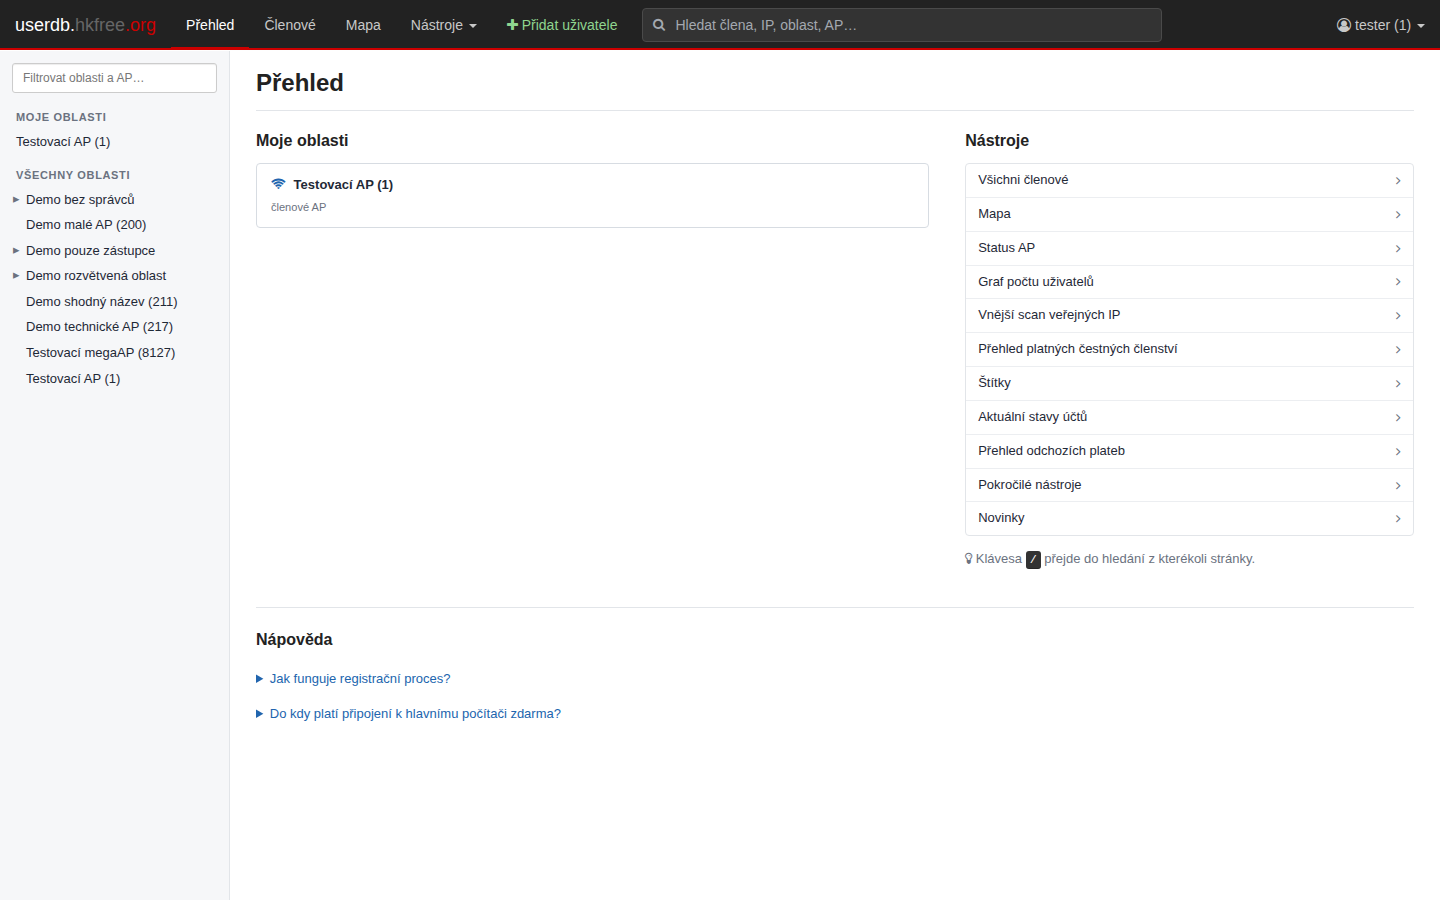 userdb.hkfree.org
Přehled
Členové
Mapa
Nástroje
Přidat uživatele
Hledat člena, IP, oblast, AP…
tester (1)
Filtrovat oblasti a AP…
MOJE OBLASTI
Testovací AP (1)
VŠECHNY OBLASTI
Demo bez správců
Demo malé AP (200)
Demo pouze zástupce
Demo rozvětvená oblast
Demo shodný název (211)
Demo technické AP (217)
Testovací megaAP (8127)
Testovací AP (1)
Přehled
Moje oblasti
Testovací AP (1)
členové AP
Nástroje
Všichni členové
Mapa
Status AP
Graf počtu uživatelů
Vnější scan veřejných IP
Přehled platných čestných členství
Štítky
Aktuální stavy účtů
Přehled odchozích plateb
Pokročilé nástroje
Novinky
Klávesa / přejde do hledání z kterékoli stránky.
Nápověda
Jak funguje registrační proces?
Do kdy platí připojení k hlavnímu počítači zdarma?